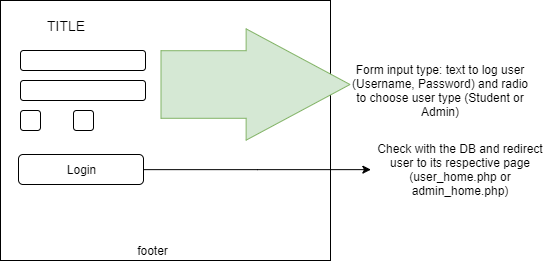 TITLE
Form input type: text to log user
(Username, Password) and radio
to choose user type (Student or
Admin)
Login
Check with the DB and redirect
user to its respective page
(user_home.php or
admin_home.php)
footer